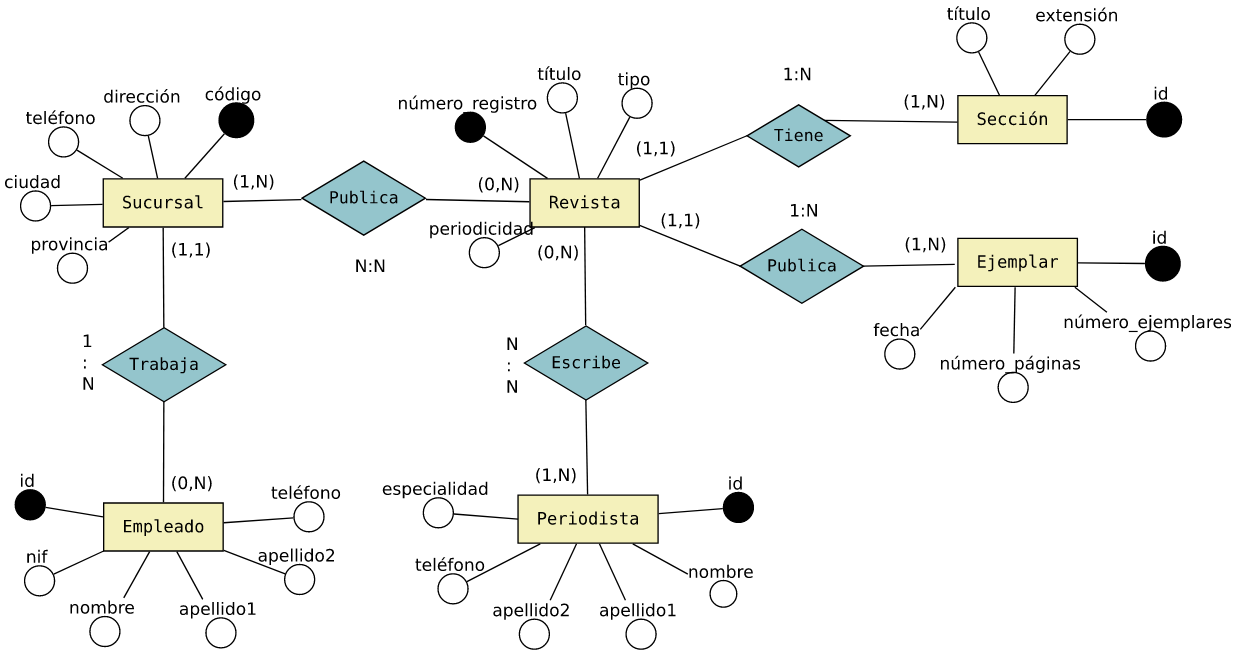 título
extensión
1:N
título
tipo
número_registro
(1,N)
id
dirección
código
teléfono
Sección
Tiene
(1,1)
ciudad
(1,N)
(0,N)
Publica
Sucursal
Revista
(1,1)
1:N
provincia
(1,1)
periodicidad
(0,N)
N:N
(1,N)
id
Publica
Ejemplar
número_ejemplares
fecha
número_páginas
1
:
N
Trabaja
N
:
N
Escribe
(0,N)
(1,N)
id
teléfono
especialidad
id
Empleado
Periodista
nif
apellido2
teléfono
nombre
nombre
apellido1
apellido2
apellido1